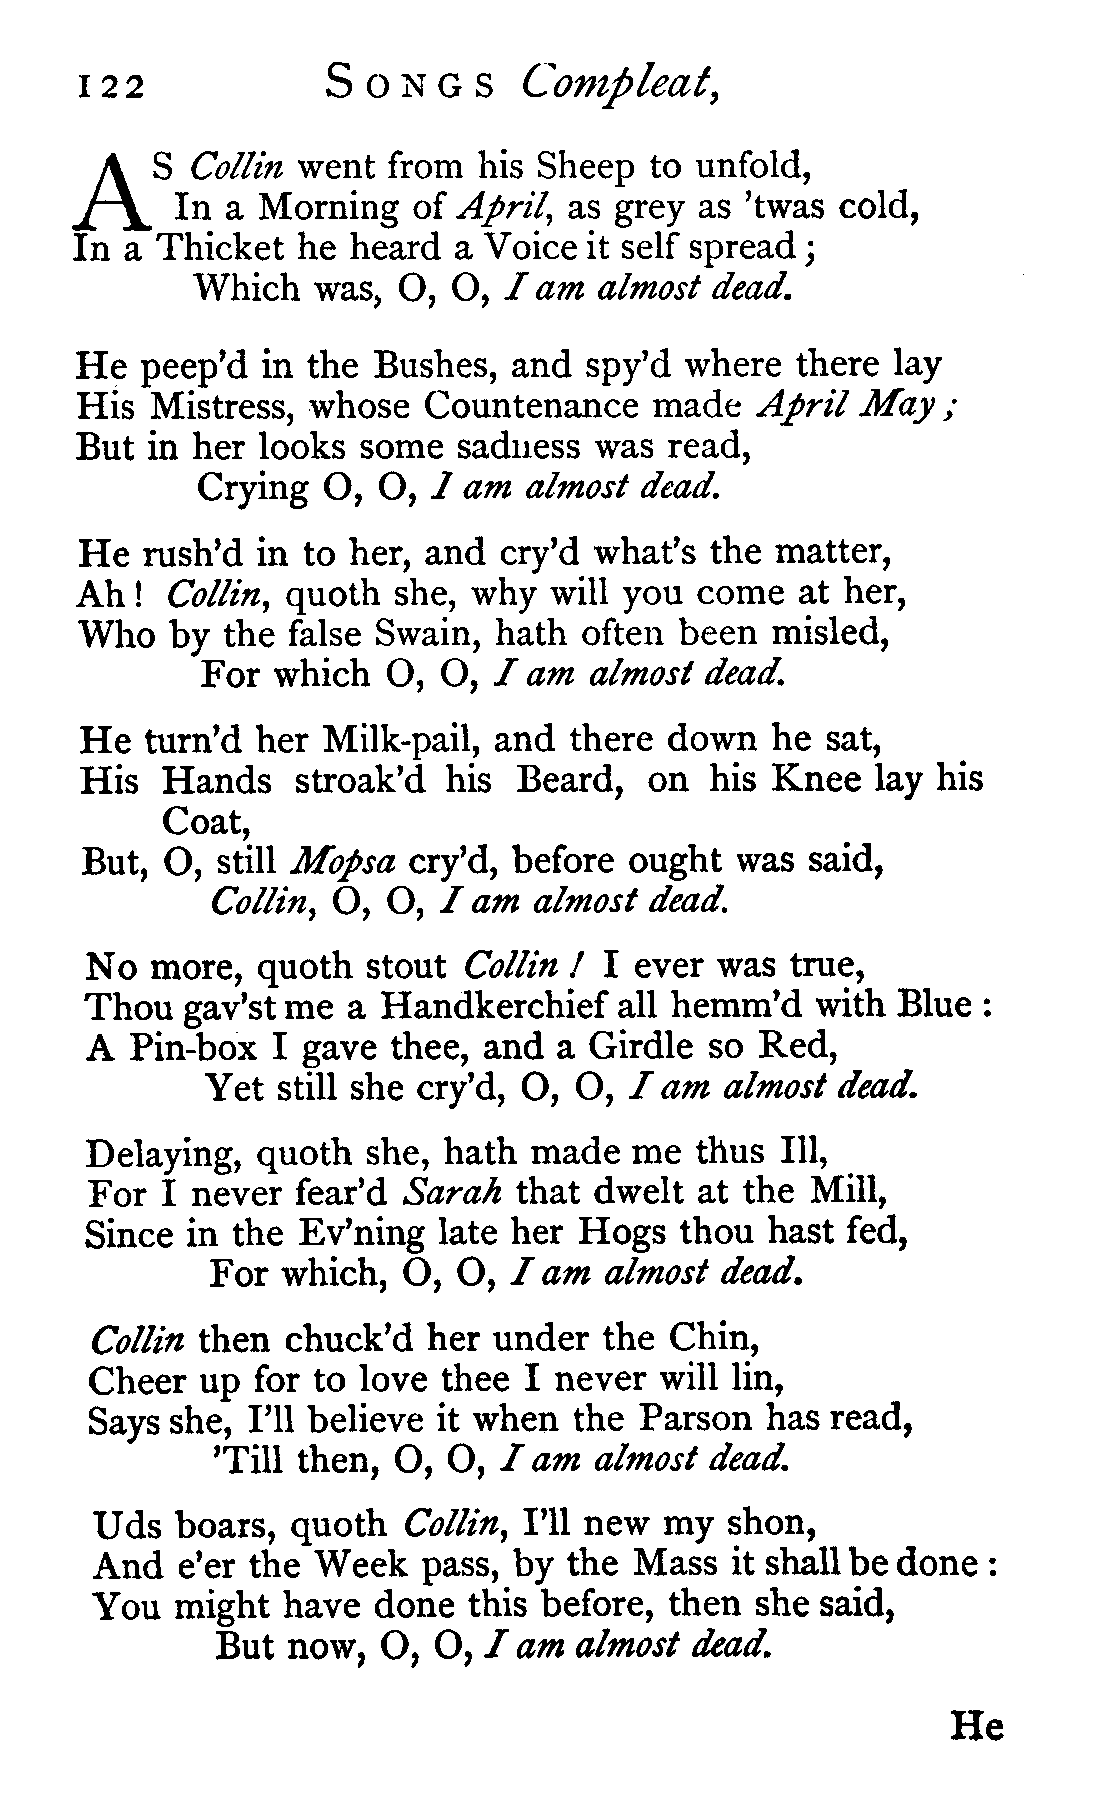 122 SONGS Compleat,
AS Collin went from his Sheep to unfold,
In a Morning of April, as grey as 'twas cold,
In a Thicket he heard a Voice it self spread;
Which was, O, O, I am almost dead.
He peep'd in the Bushes, and spy'd where there lay
His Mistress, whose Countenance made April May;
But in her looks some sadness was read,
Crying O, O, I am almost dead.
He rush'd in to her, and cry'd what's the matter,
Ah! Collin, quoth she, why will you come at her,
Who by the false Swain, hath often been misled,
For which O, O, I am almost dead.
He turn'd her Milk-pail, and there down he sat,
His Hands stroak'd his Beard, on his Knee lay his
Coat,
But, O, still Mopsa cry'd, before ought was said,
Collin, O, O, I am almost dead.
No more, quoth stout Collin! I ever was true,
Thou gav'st me a Handkerchief all hemm'd with Blue:
A Pin-box I gave thee, and a Girdle so Red,
Yet still she cry'd, O, O, I am almost dead.
Delaying, quoth she, hath made me thus Ill,
For I never fear'd Sarah that dwelt at the Mill,
Since in the Ev'ning late her Hogs thou hast fed,
For which, O, O, I am almost dead.
Collin then chuck'd her under the Chin,
Cheer up for to love thee I never will lin,
Says she, I'll believe it when the Parson has read,
'Till then, O, O, I am almost dead.
Uds boars, quoth Collin, I'll new my shon,
And e'er the Week pass, by the Mass it shall be done:
You might have done this before, then she said,
But now, O, O, I am almost dead.
He